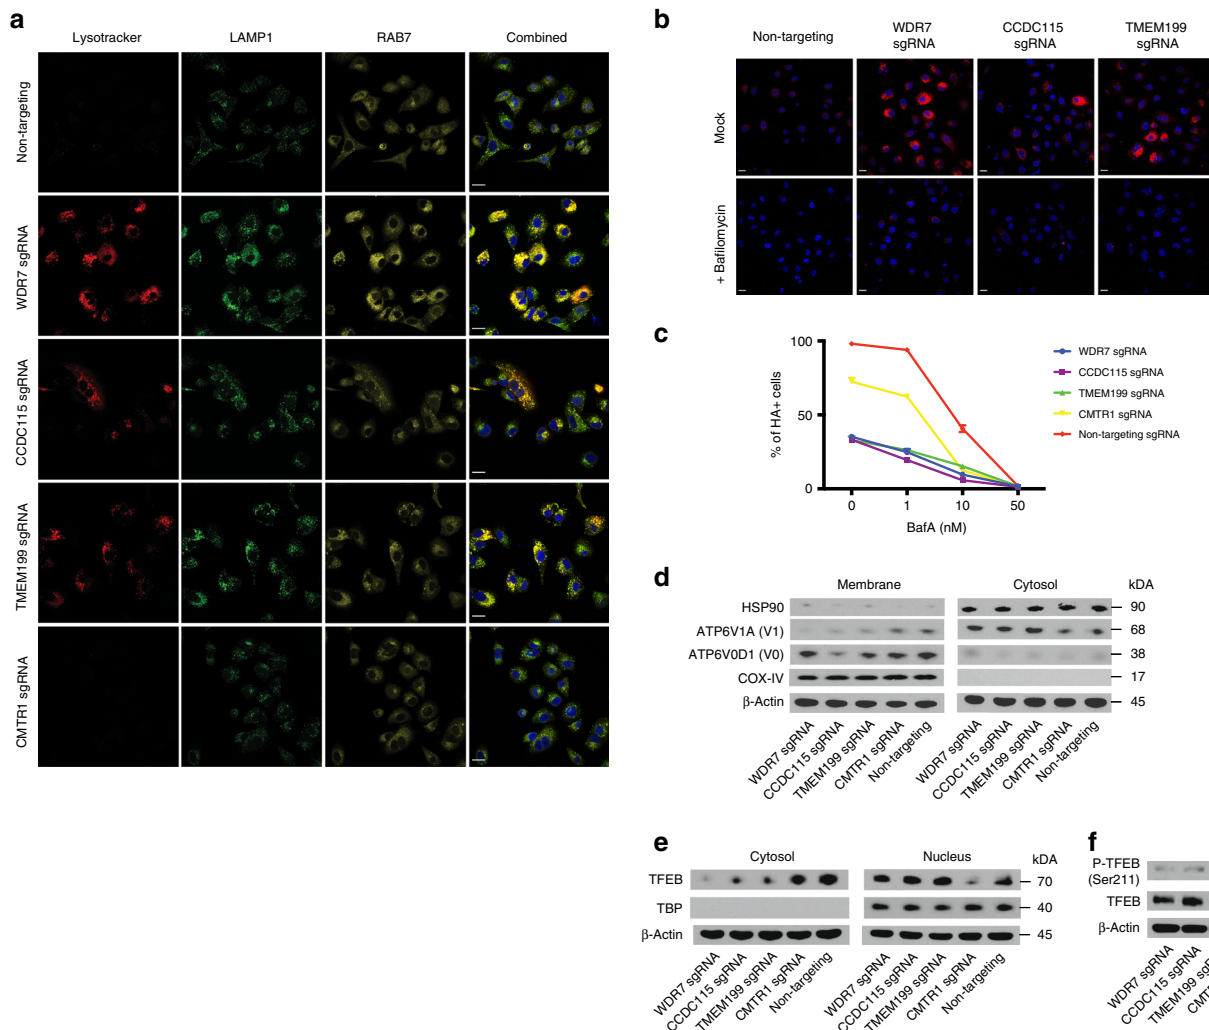 a
Lysotracker LAMP1 RAB7 Combined
Non-targeting
WDR7 sgRNA
CCDC115 sgRNA
TMEM199 sgRNA
CMTR1 sgRNA
b
Non-targeting WDR7 sgRNA CCDC115 sgRNA TMEM199 sgRNA
Mock
+ Bafilomycin
c
% of HA+ cells
100
50
0
0 1 10 50
BafA (nM)
WDR7 sgRNA
CCDC115 sgRNA
TMEM199 sgRNA
CMTR1 sgRNA
Non-targeting sgRNA
d
Membrane Cytosol kDA
HSP90 90
ATP6V1A (V1) 68
ATP6V0D1 (V0) 38
COX-IV 17
β-Actin 45
WDR7 sgRNA CCDC115 sgRNA TMEM199 sgRNA CMTR1 sgRNA Non-targeting
WDR7 sgRNA CCDC115 sgRNA TMEM199 sgRNA CMTR1 sgRNA Non-targeting
e
Cytosol Nucleus kDA
TFEB 70
TBP 40
β-Actin 45
WDR7 sgRNA CCDC115 sgRNA TMEM199 sgRNA CMTR1 sgRNA Non-targeting
WDR7 sgRNA CCDC115 sgRNA TMEM199 sgRNA CMTR1 sgRNA Non-targeting
f
P-TFEB
(Ser211)
TFEB
β-Actin
WDR7 sgRNA CCDC115 sgRNA TMEM199